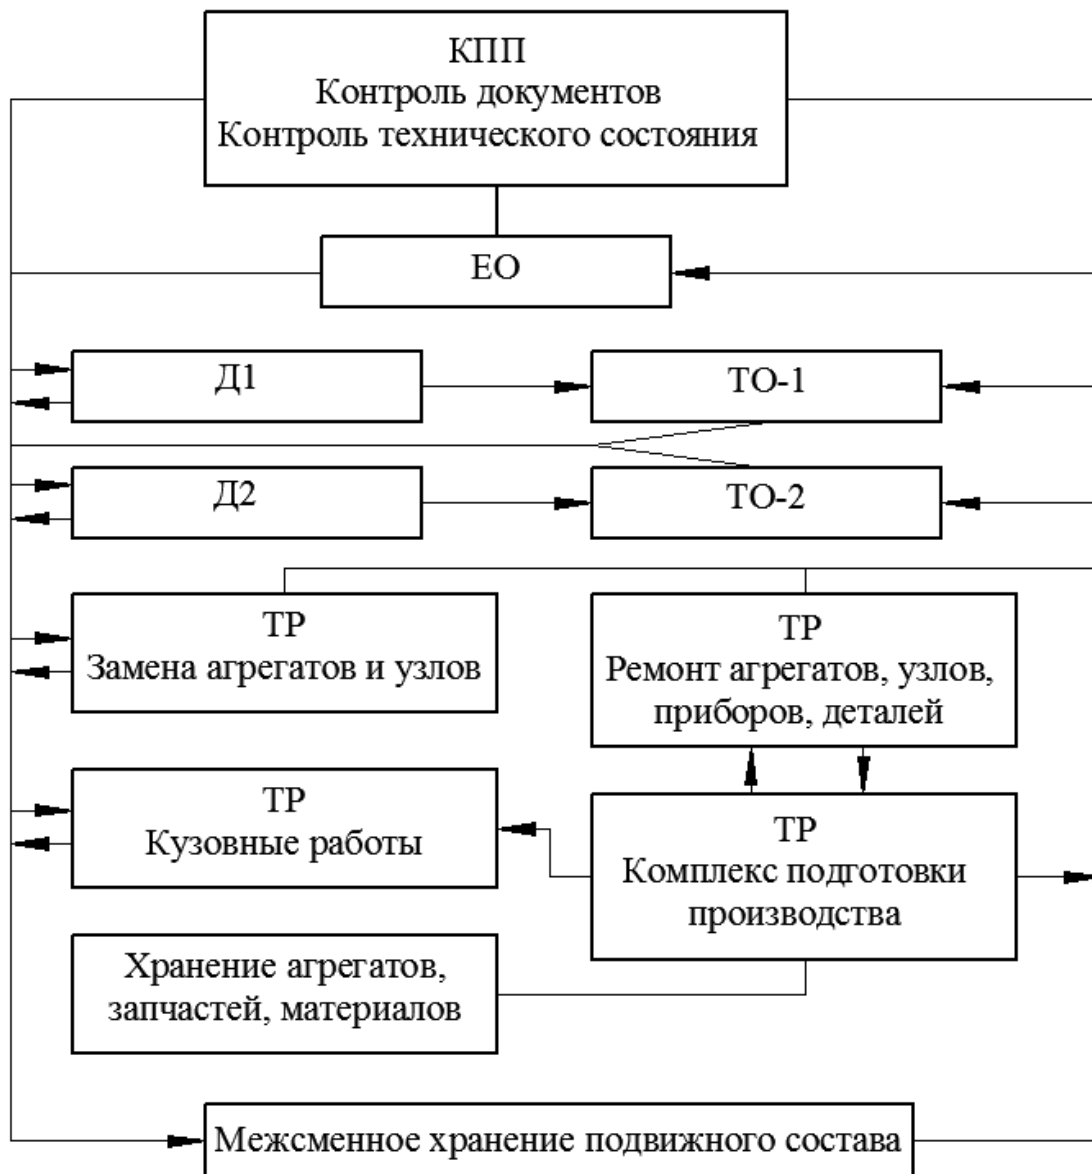 КПП
Контроль документов
Контроль технического состояния
ЕО
Д1
ТО-1
Д2
ТО-2
ТР
Замена агрегатов и узлов
ТР
Ремонт агрегатов, узлов,
приборов, деталей
ТР
Кузовные работы
ТР
Комплекс подготовки
производства
Хранение агрегатов,
запчастей, материалов
Межсменное хранение подвижного состава